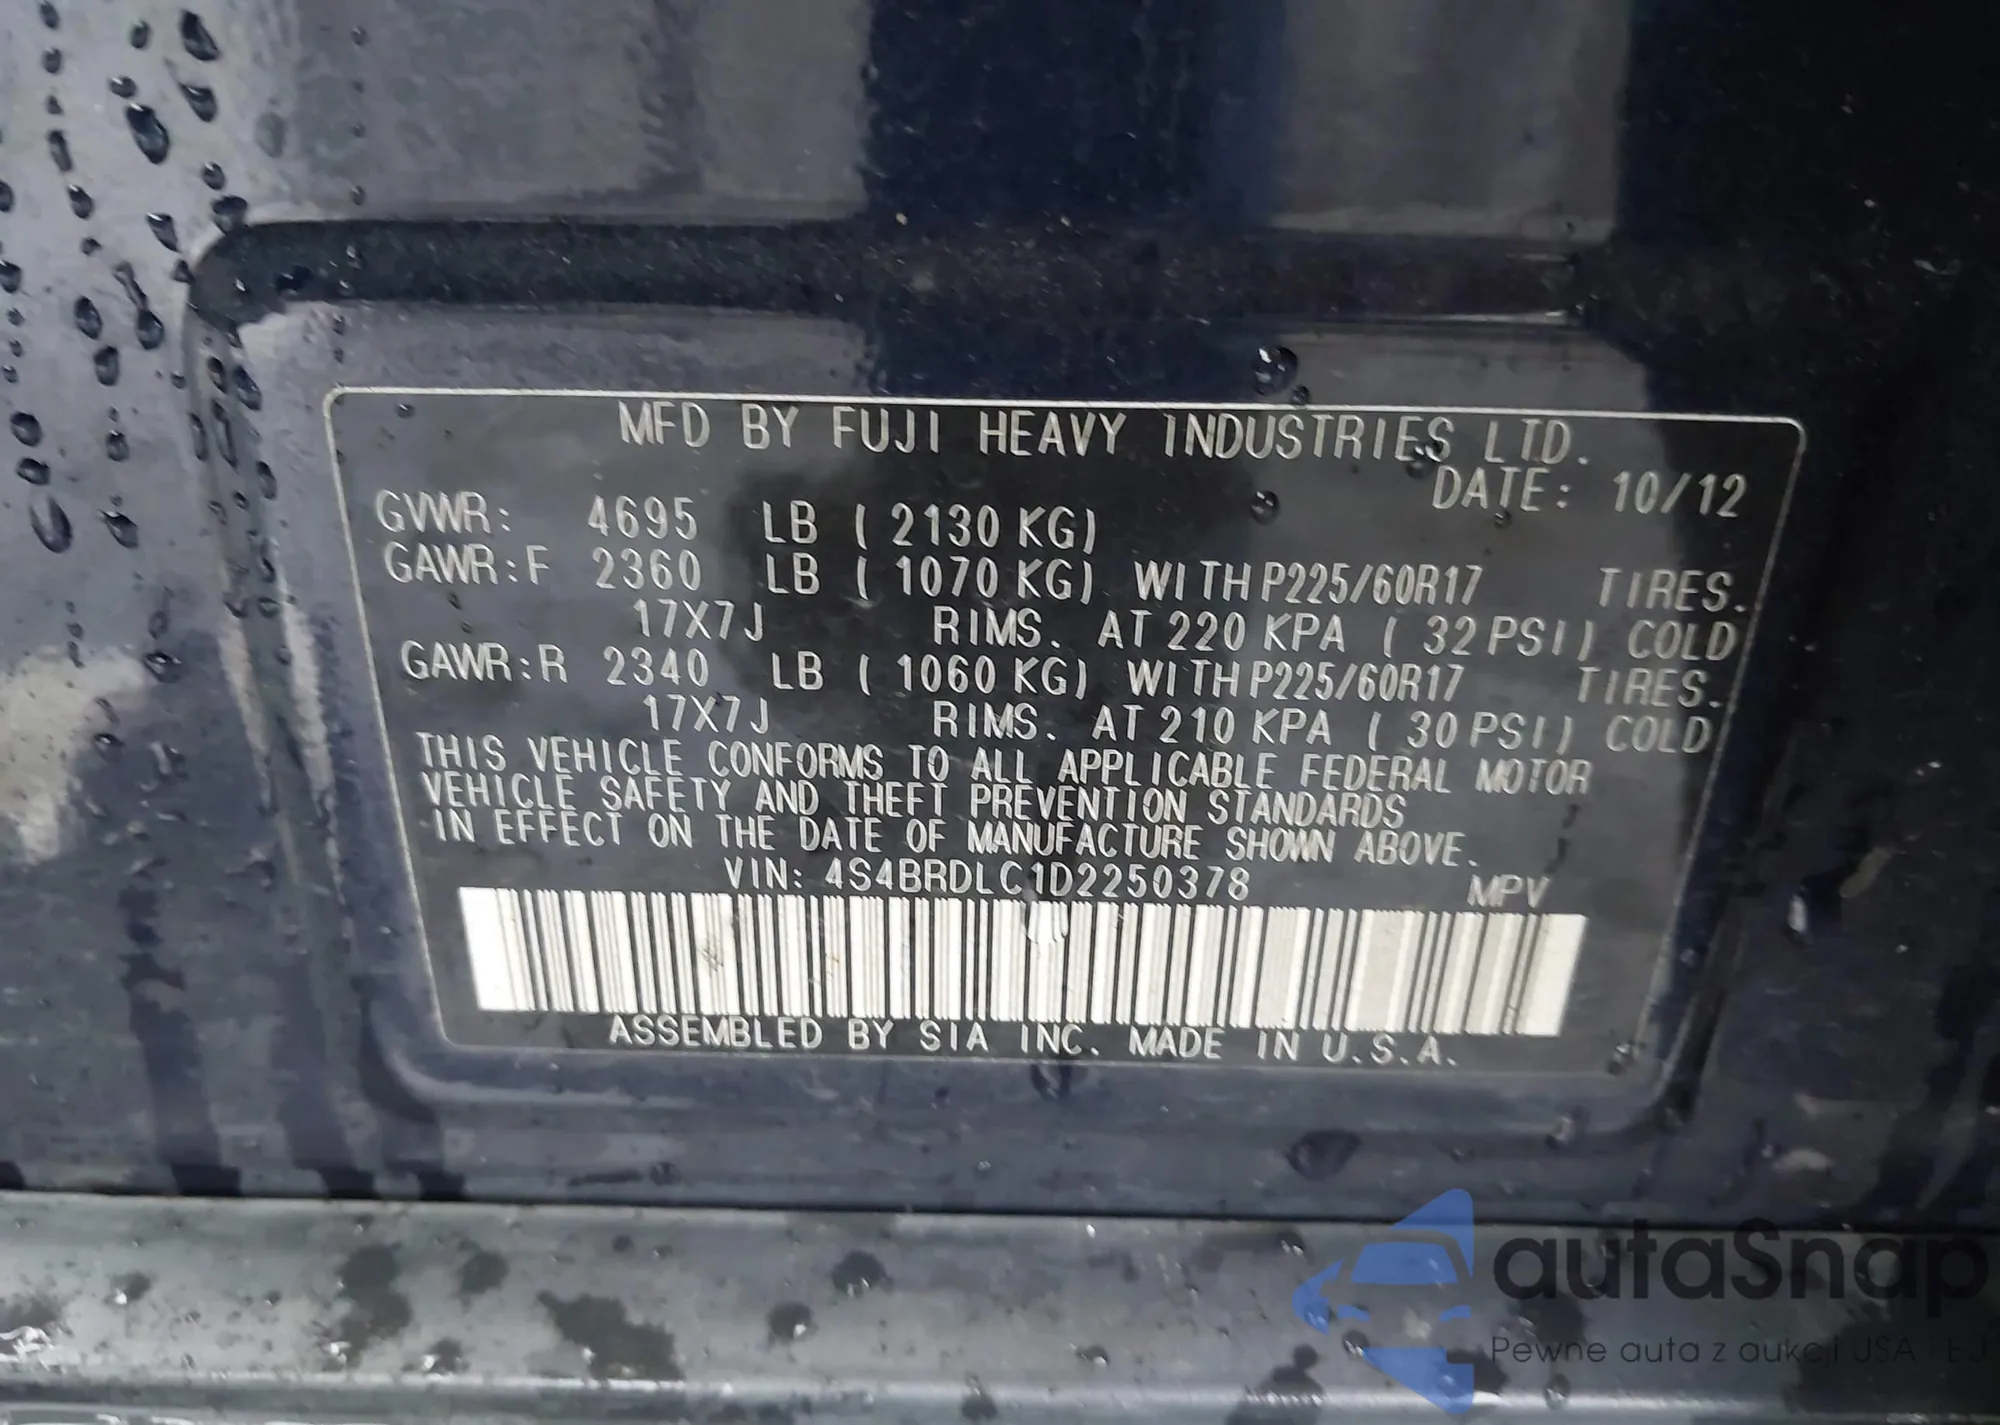 MFD BY FUJI HEAVY INDUSTRIES LTD.
DATE: 10/12
GVWR: 4695 LB ( 2130 KG)
GAWR:F 2360 LB ( 1070 KG) WITH P225/60R17 TIRES.
17X7J RIMS. AT 220 KPA ( 32 PSI) COLD
GAWR:R 2340 LB ( 1060 KG) WITH P225/60R17 TIRES.
17X7J RIMS. AT 210 KPA ( 30 PSI) COLD
THIS VEHICLE CONFORMS TO ALL APPLICABLE FEDERAL MOTOR
VEHICLE SAFETY AND THEFT PREVENTION STANDARDS
IN EFFECT ON THE DATE OF MANUFACTURE SHOWN ABOVE.
VIN: 4S4BRDLC1D2250378 MPV
ASSEMBLED BY SIA INC. MADE IN U.S.A.
autaSnap
Pewne auta z aukcji USA i EU